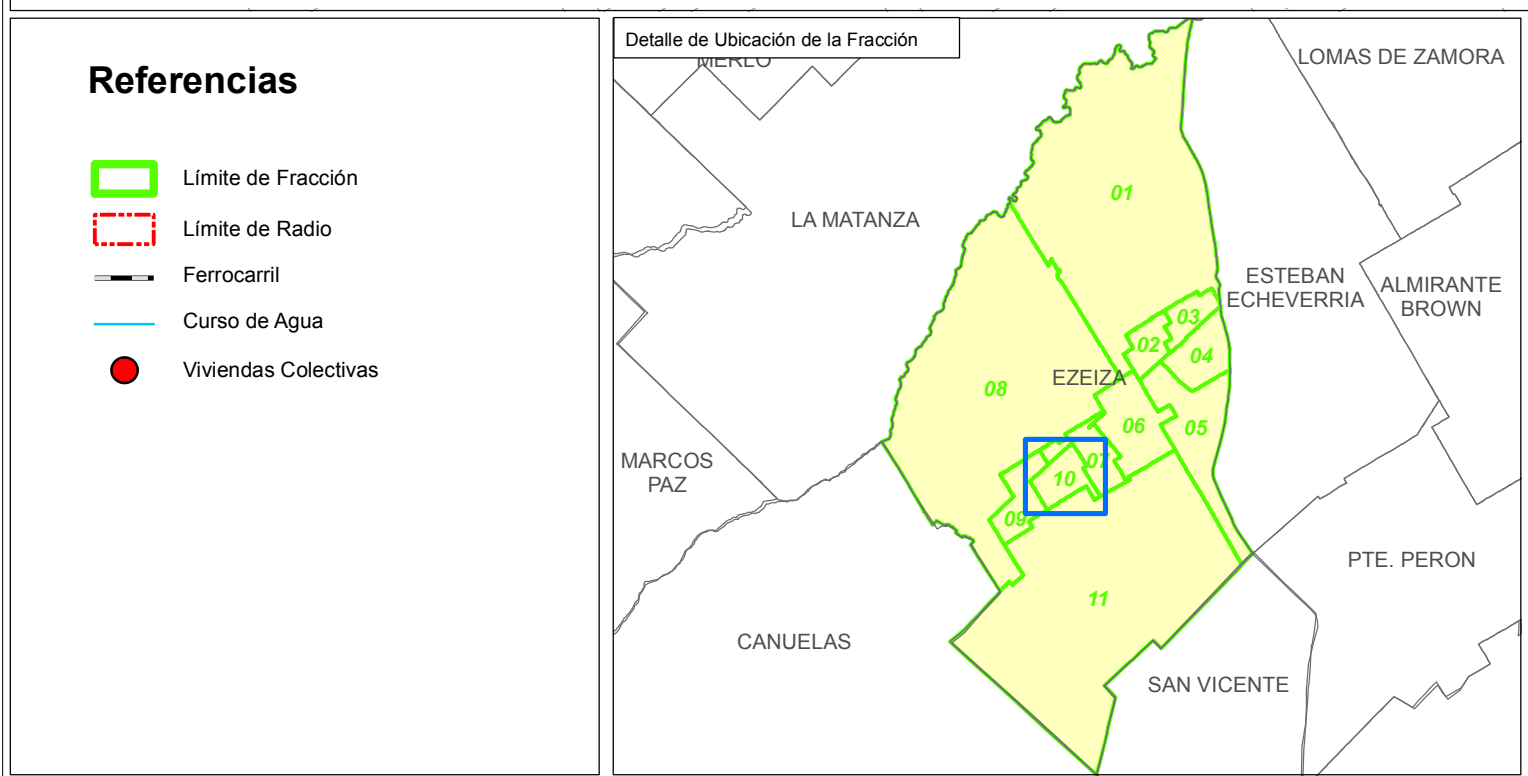 Referencias
Límite de Fracción
Límite de Radio
Ferrocarril
Curso de Agua
Viviendas Colectivas
Detalle de Ubicación de la Fracción
MERLO
LOMAS DE ZAMORA
01
LA MATANZA
ESTEBAN
ECHEVERRIA
ALMIRANTE
BROWN
03
02
04
EZEIZA
08
06
05
MARCOS
PAZ
07
10
09
PTE. PERON
11
CANUELAS
SAN VICENTE